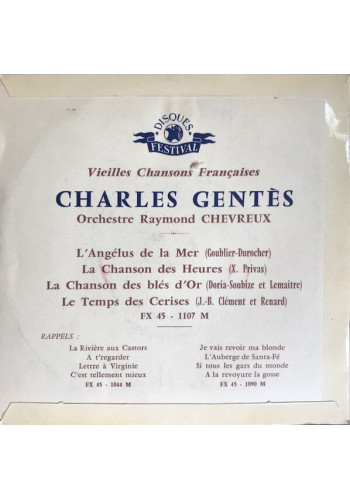 DISQUES
FESTIVAL
Vieilles Chansons Françaises
CHARLES GENTÈS
Orchestre Raymond CHEVREUX
L'Angélus de la Mer (Goublier-Durocher)
La Chanson des Heures (X. Privas)
La Chanson des blés d'Or (Doria-Soubize et Lemaître)
Le Temps des Cerises (J.-B. Clément et Renard)
FX 45 - 1107 M
RAPPELS :
La Rivière aux Castors
A t'regarder
Lettre à Virginie
C'est tellement mieux
FX 45 - 1044 M
Je vais revoir ma blonde
L'Auberge de Santa-Fé
Si tous les gars du monde
A la revoyure la gosse
FX 45 - 1090 M